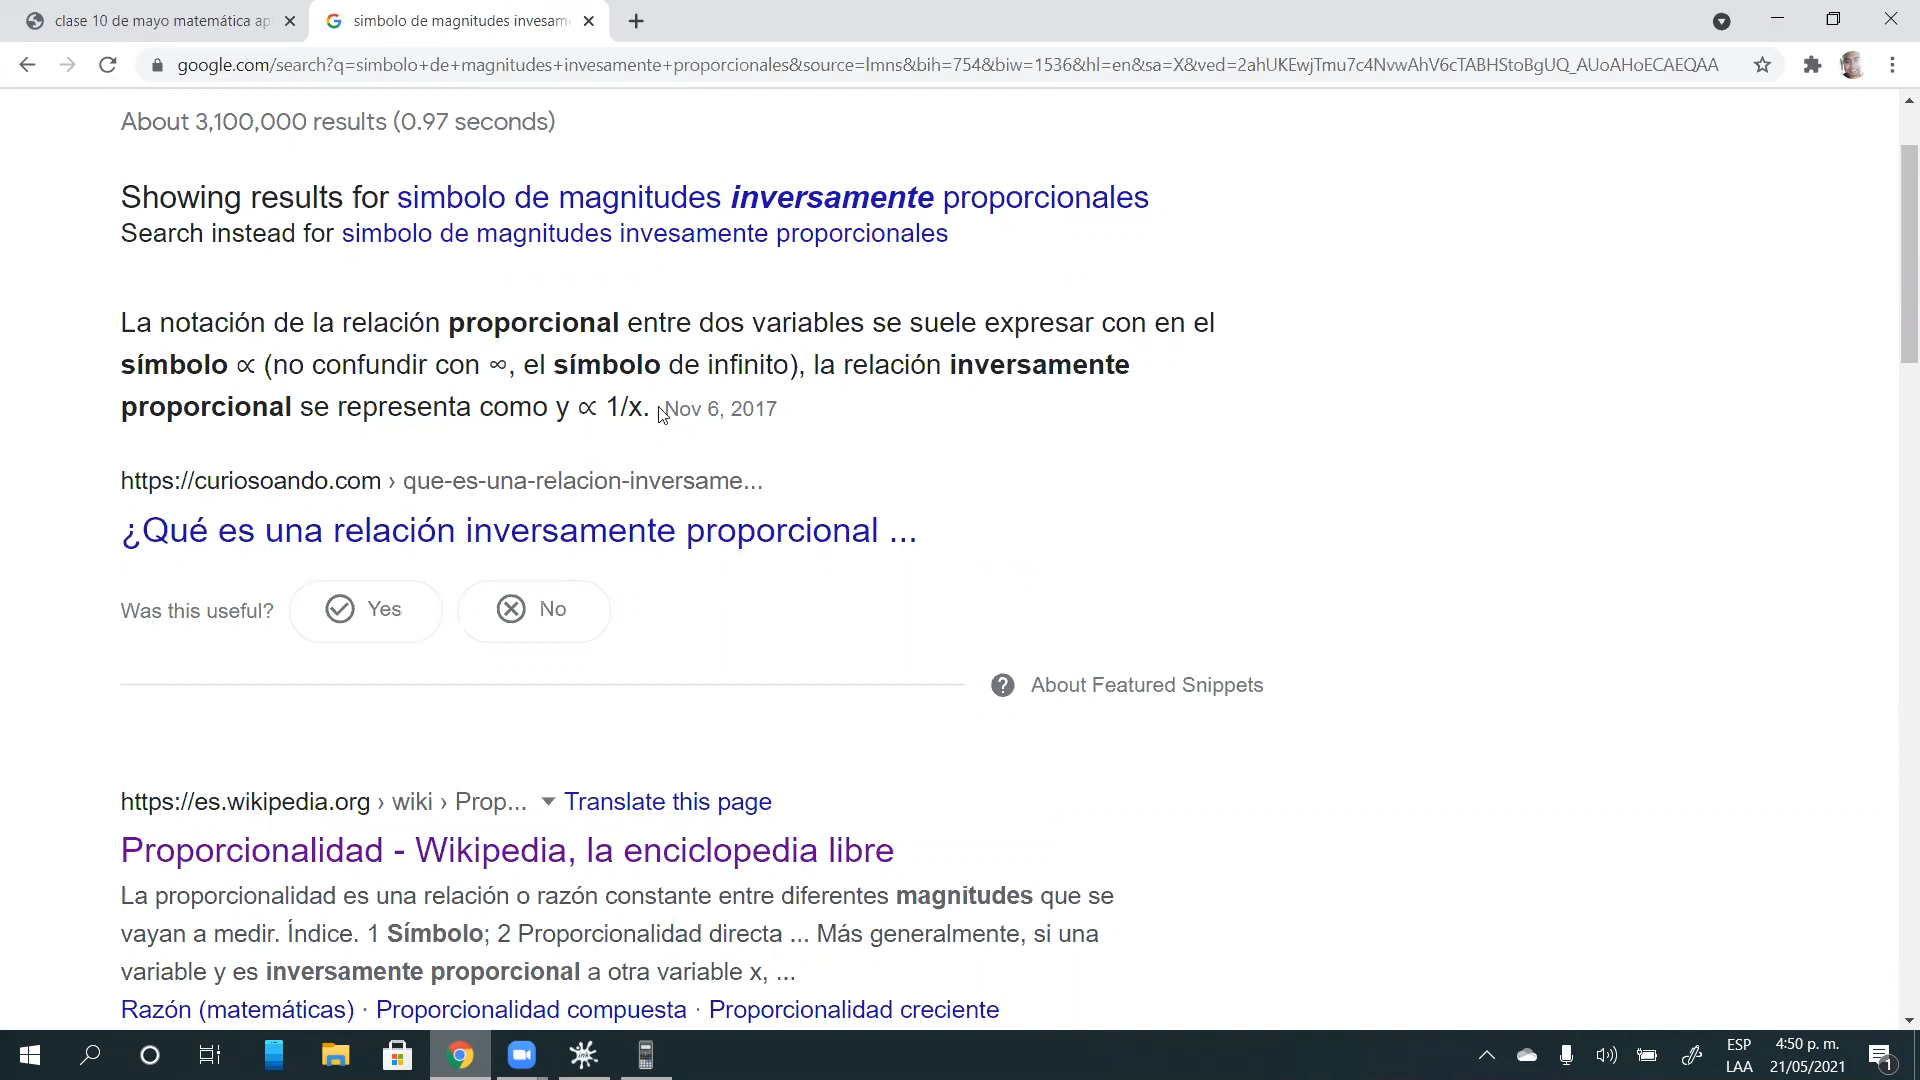 clase 10 de mayo matemática ap
simbolo de magnitudes invesam
google.com/search?q=simbolo+de+magnitudes+invesamente+proporcionales&source=lmns&bih=754&biw=1536&hl=en&sa=X&ved=2ahUKEwjTmu7c4NvwAhV6cTABHStoBgUQ_AUoAHoECAEQAA
About 3,100,000 results (0.97 seconds)
Showing results for simbolo de magnitudes inversamente proporcionales
Search instead for simbolo de magnitudes invesamente proporcionales
La notación de la relación proporcional entre dos variables se suele expresar con en el
símbolo ∝ (no confundir con ∞, el símbolo de infinito), la relación inversamente
proporcional se representa como y ∝ 1/x. Nov 6, 2017
https://curiosoando.com › que-es-una-relacion-inversame...
¿Qué es una relación inversamente proporcional ...
Was this useful? Yes No
About Featured Snippets
https://es.wikipedia.org › wiki › Prop... Translate this page
Proporcionalidad - Wikipedia, la enciclopedia libre
La proporcionalidad es una relación o razón constante entre diferentes magnitudes que se
vayan a medir. Índice. 1 Símbolo; 2 Proporcionalidad directa ... Más generalmente, si una
variable y es inversamente proporcional a otra variable x, ...
Razón (matemáticas) · Proporcionalidad compuesta · Proporcionalidad creciente
ESP 4:50 p. m.
LAA 21/05/2021 1